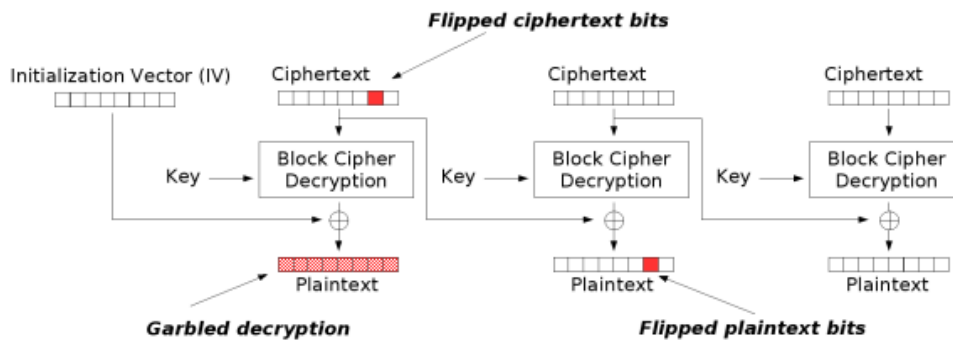 Flipped ciphertext bits
Initialization Vector (IV)
Ciphertext
Ciphertext
Ciphertext
Key
Block Cipher
Decryption
Key
Block Cipher
Decryption
Key
Block Cipher
Decryption
Plaintext
Plaintext
Plaintext
Garbled decryption
Flipped plaintext bits